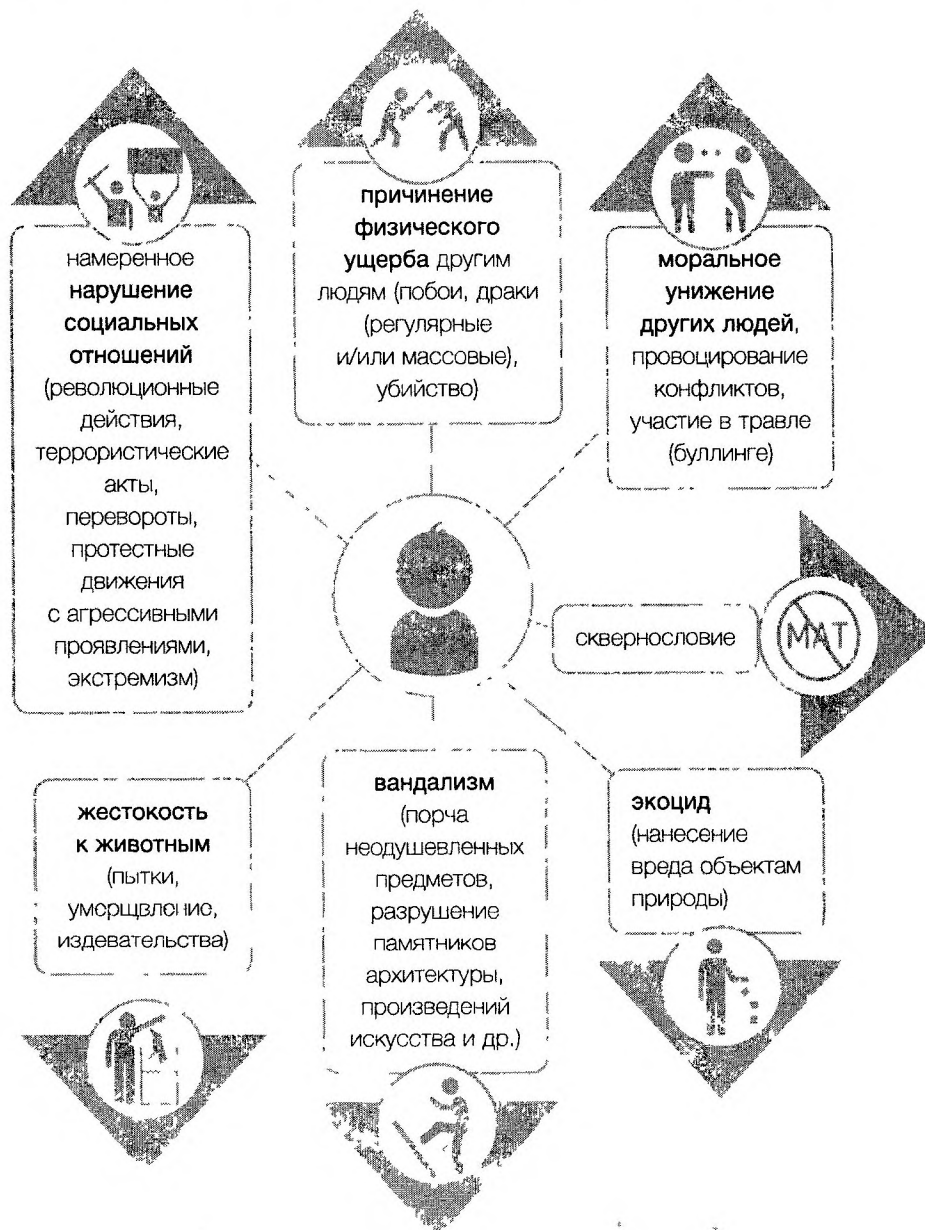 намеренное
нарушение
социальных
отношений
(революционные
действия,
террористические
акты,
перевороты,
протестные
движения
с агрессивными
проявлениями,
экстремизм)
причинение
физического
ущерба другим
людям (побои, драки
(регулярные
и/или массовые),
убийство)
моральное
унижение
других людей,
провоцирование
конфликтов,
участие в травле
(буллинге)
сквернословие
МАТ
жестокость
к животным
(пытки,
умерщвление,
издевательства)
вандализм
(порча
неодушевленных
предметов,
разрушение
памятников
архитектуры,
произведений
искусства и др.)
экоцид
(нанесение
вреда объектам
природы)